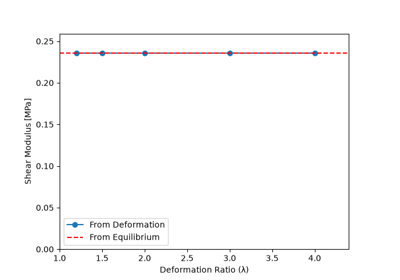 0.25
0.20
0.15
0.10
0.05
0.00
Shear Modulus [MPa]
From Deformation
From Equilibrium
1.0 1.5 2.0 2.5 3.0 3.5 4.0
Deformation Ratio (λ)